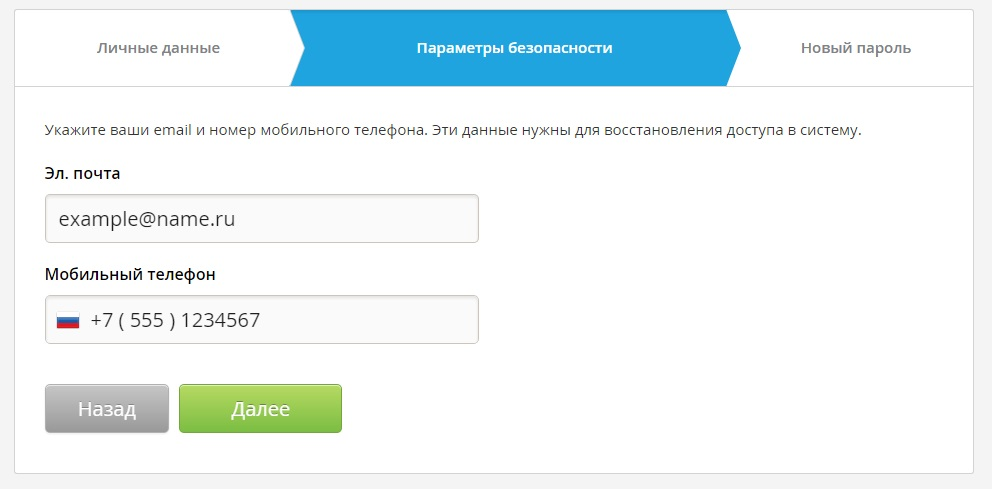 Личные данные
Параметры безопасности
Новый пароль
Укажите ваши email и номер мобильного телефона. Эти данные нужны для восстановления доступа в систему.
Эл. почта
example@name.ru
Мобильный телефон
+7 ( 555 ) 1234567
Назад
Далее